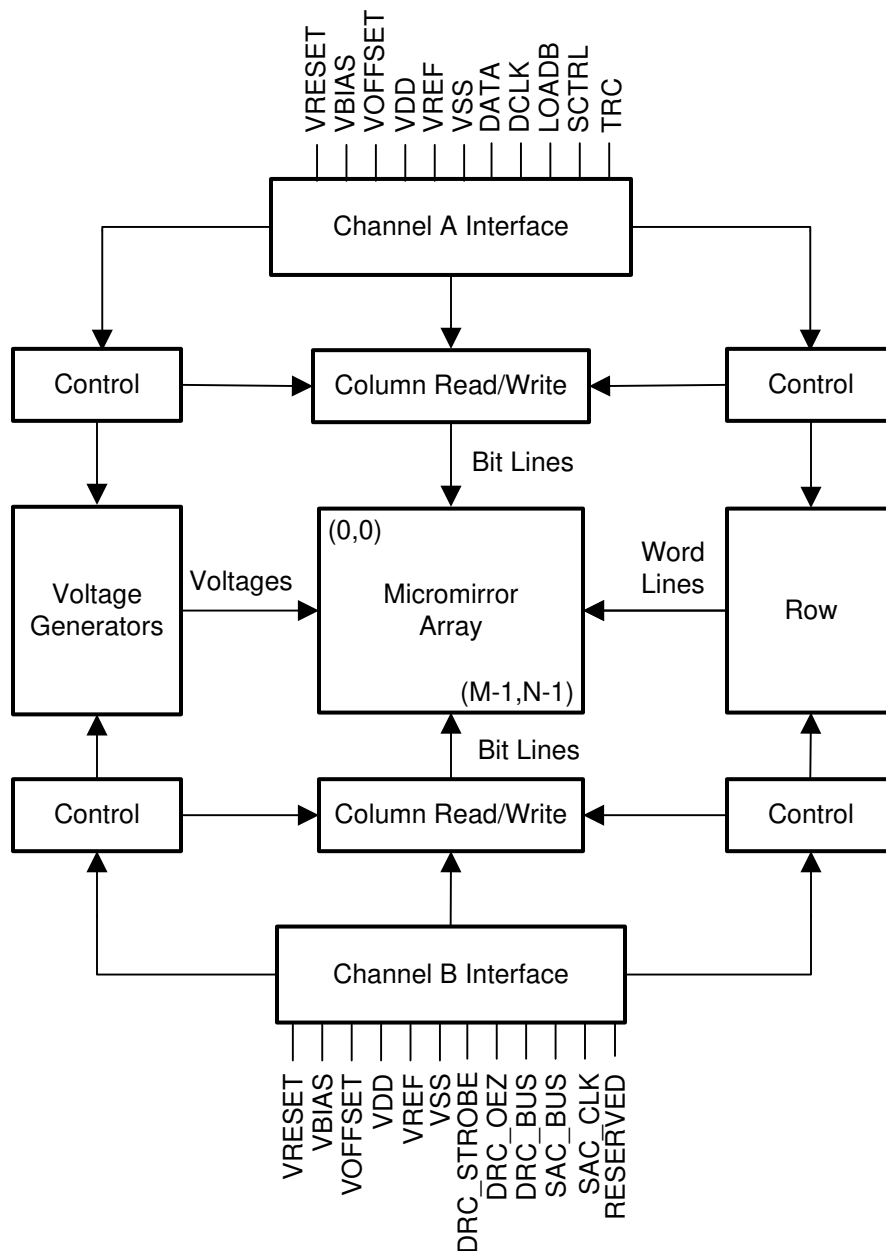 VRESET
VBIAS
VOFFSET
VDD
VREF
VSS
DATA
DCLK
LOADB
SCTRL
TRC
Channel A Interface
Control
Column Read/Write
Control
Bit Lines
(0,0)
Voltage
Generators
Voltages
Micromirror
Array
Word
Lines
Row
(M-1,N-1)
Bit Lines
Control
Column Read/Write
Control
Channel B Interface
VRESET
VBIAS
VOFFSET
VDD
VREF
VSS
DRC_STROBE
DRC_OEZ
DRC_BUS
SAC_BUS
SAC_CLK
RESERVED